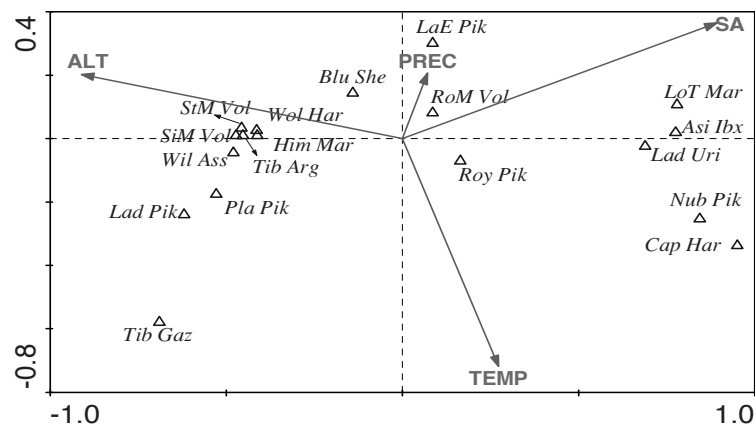 0.4
LaE Pik
SA
ALT
PREC
Blu She
StM Vol
Wol Har
RoM Vol
LoT Mar
SiM Vol
Him Mar
Asi Ibx
Wil Ass
Tib Arg
Lad Uri
Roy Pik
Lad Pik
Pla Pik
Nub Pik
Cap Har
Tib Gaz
TEMP
-0.8
-1.0
1.0